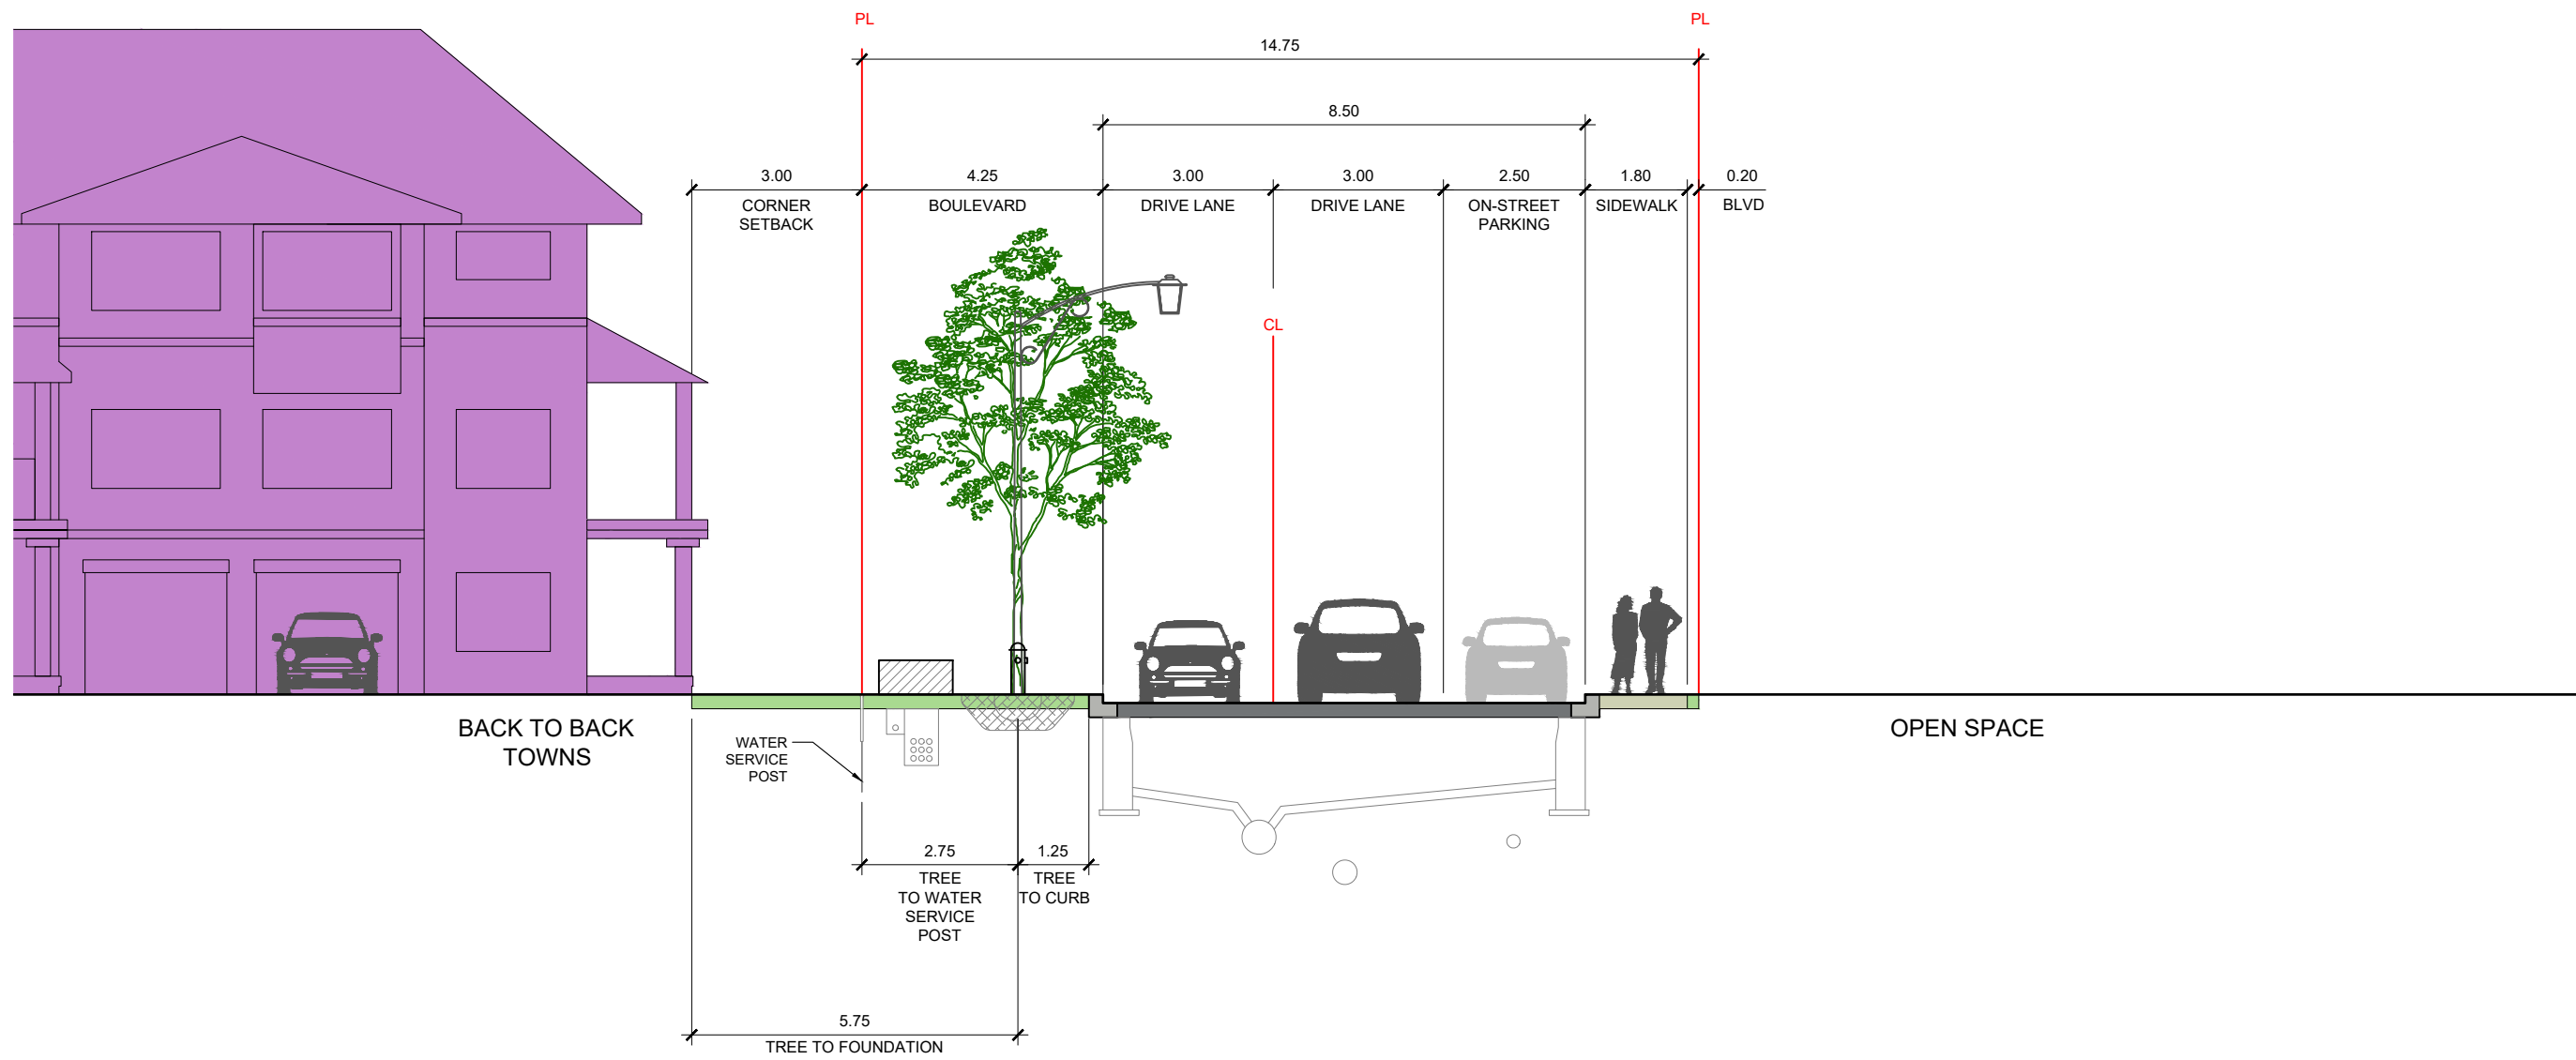 PL
PL
14.75
8.50
3.00
4.25
3.00
3.00
2.50
1.80
0.20
CORNER
SETBACK
BOULEVARD
DRIVE LANE
DRIVE LANE
ON-STREET
PARKING
SIDEWALK
BLVD
CL
BACK TO BACK
TOWNS
OPEN SPACE
WATER
SERVICE
POST
2.75
TREE
TO WATER
SERVICE
POST
1.25
TREE
TO CURB
5.75
TREE TO FOUNDATION